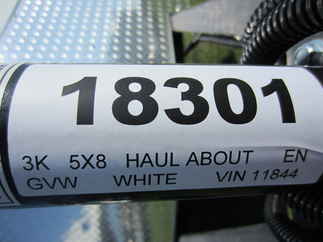 18301
3K 5X8 HAUL ABOUT EN
GVW WHITE VIN 11844